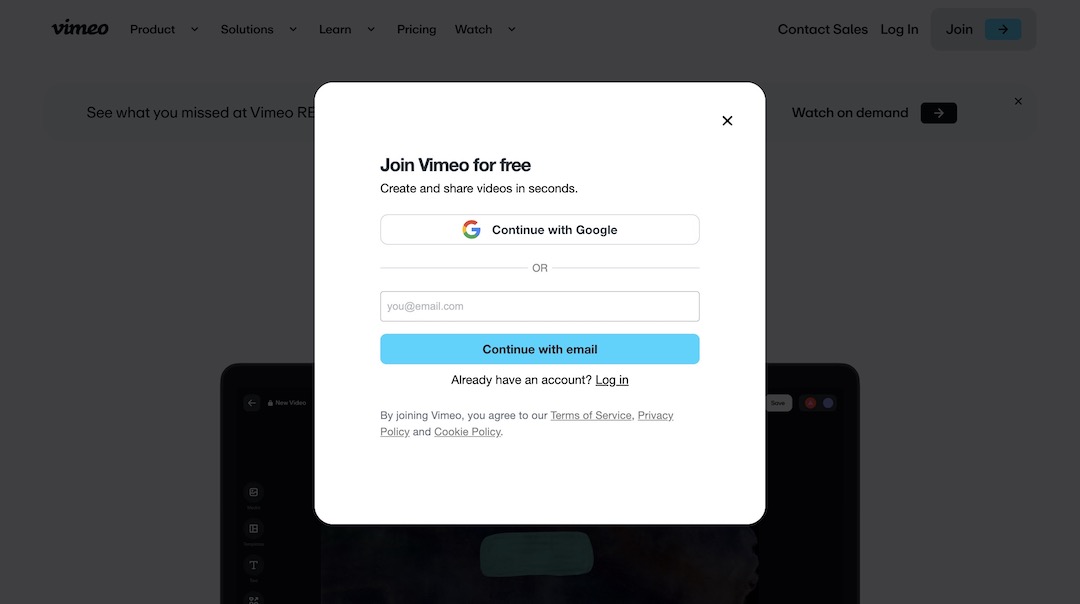 vimeo Product Solutions Learn Pricing Watch Contact Sales Log In Join
See what you missed at Vimeo RE Watch on demand
Join Vimeo for free
Create and share videos in seconds.
Continue with Google
OR
you@email.com
Continue with email
Already have an account? Log in
By joining Vimeo, you agree to our Terms of Service, Privacy
Policy and Cookie Policy.
New Video Save